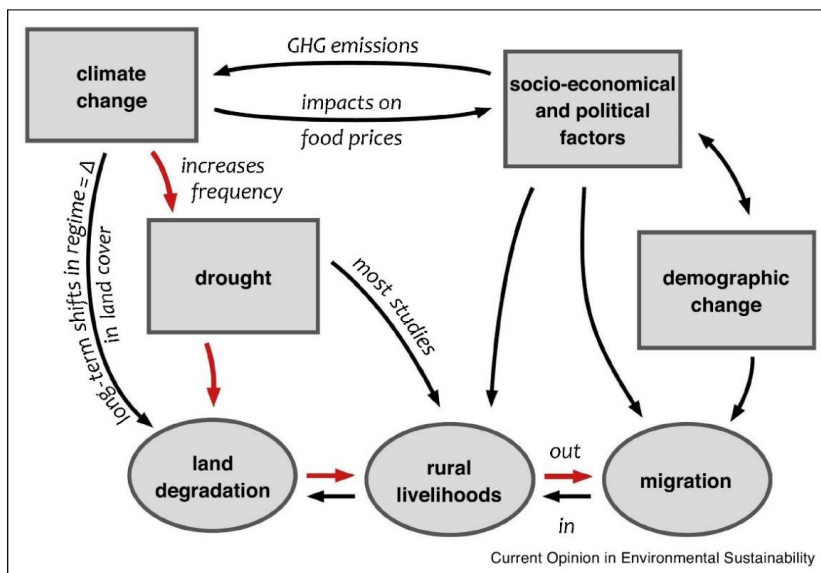 climate
change
GHG emissions
impacts on
food prices
socio-economical
and political
factors
increases
frequency
long-term shifts in regime = Δ
in land cover
drought
most studies
demographic
change
land
degradation
rural
livelihoods
out
in
migration
Current Opinion in Environmental Sustainability